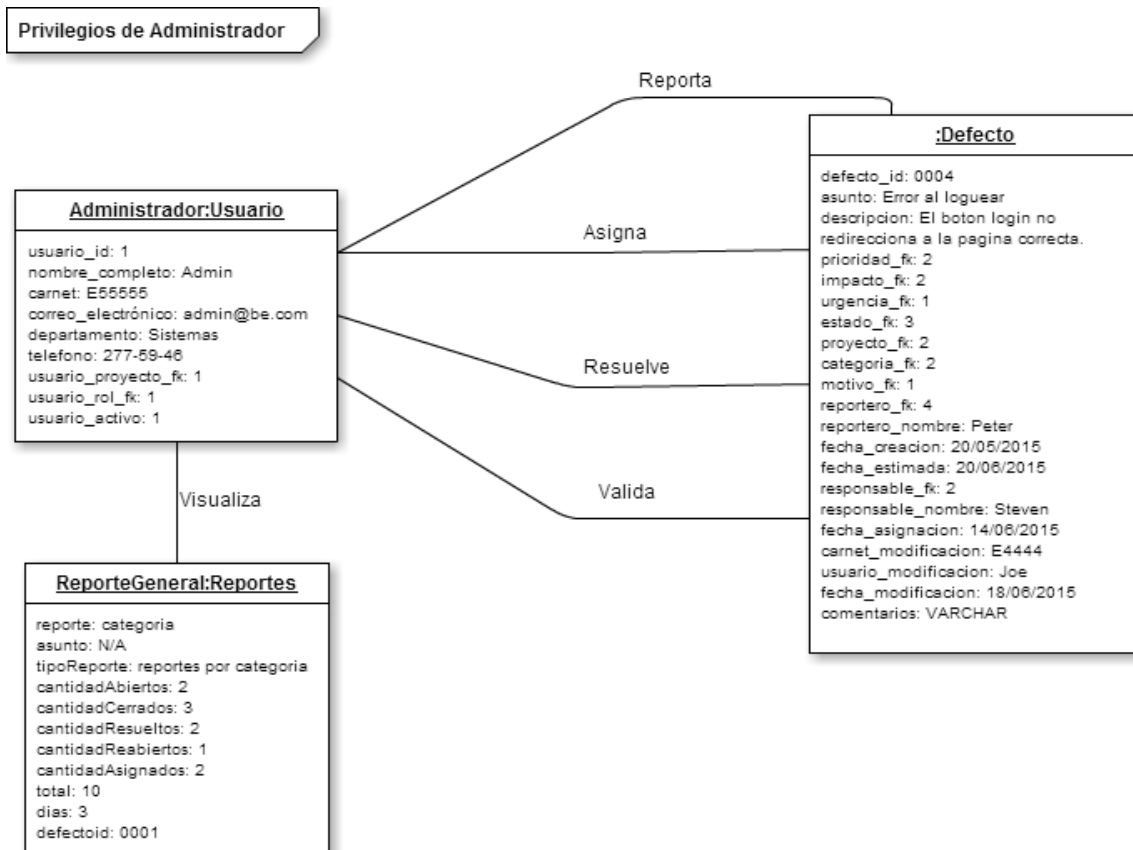 Privilegios de Administrador
Reporta
Asigna
Resuelve
Valida
Visualiza
Administrador:Usuario
usuario_id: 1
nombre_completo: Admin
carnet: E55555
correo_electrónico: admin@be.com
departamento: Sistemas
telefono: 277-59-46
usuario_proyecto_fk: 1
usuario_rol_fk: 1
usuario_activo: 1
:Defecto
defecto_id: 0004
asunto: Error al loguear
descripcion: El boton login no
redirecciona a la pagina correcta.
prioridad_fk: 2
impacto_fk: 2
urgencia_fk: 1
estado_fk: 3
proyecto_fk: 2
categoria_fk: 2
motivo_fk: 1
reportero_fk: 4
reportero_nombre: Peter
fecha_creacion: 20/05/2015
fecha_estimada: 20/06/2015
responsable_fk: 2
responsable_nombre: Steven
fecha_asignacion: 14/06/2015
carnet_modificacion: E4444
usuario_modificacion: Joe
fecha_modificacion: 18/06/2015
comentarios: VARCHAR
ReporteGeneral:Reportes
reporte: categoria
asunto: N/A
tipoReporte: reportes por categoria
cantidadAbiertos: 2
cantidadCerrados: 3
cantidadResueltos: 2
cantidadReabiertos: 1
cantidadAsignados: 2
total: 10
dias: 3
defectoid: 0001